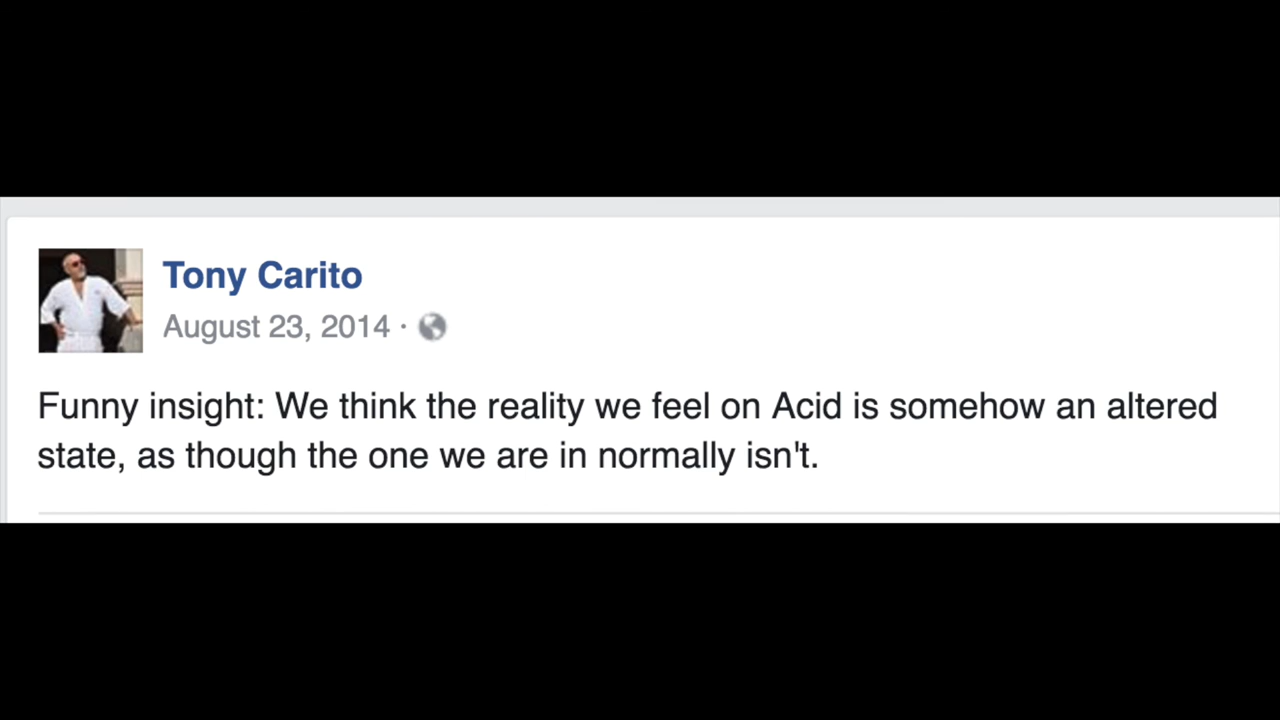 Tony Carito
August 23, 2014 ·
Funny insight: We think the reality we feel on Acid is somehow an altered
state, as though the one we are in normally isn't.